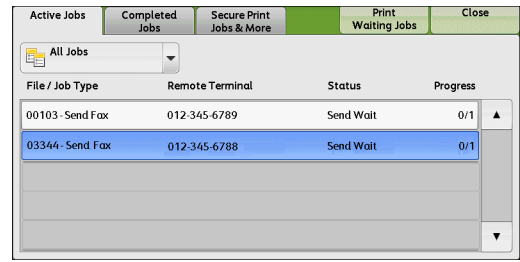 Active Jobs
Completed
Jobs
Secure Print
Jobs & More
Print
Waiting Jobs
Close
All Jobs
File / Job Type Remote Terminal Status Progress
00103 - Send Fax 012-345-6789 Send Wait 0/1
03344 - Send Fax 012-345-6788 Send Wait 0/1